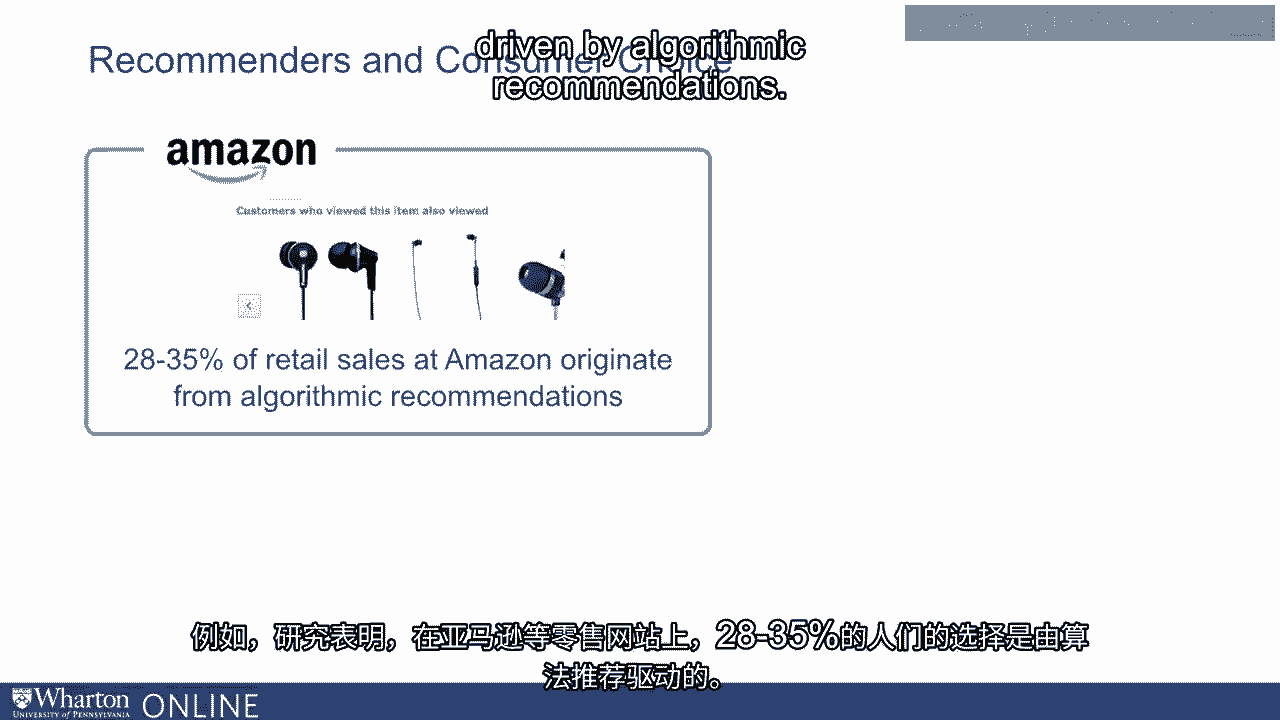 driven by algorithmic
recommendations.
Recommenders and Consumer Choice
amazon
Customers who viewed this item also viewed
28-35% of retail sales at Amazon originate
from algorithmic recommendations
例如，研究表明，在亚马逊等零售网站上，28-35%的人们的选择是由算
法推荐驱动的。
Wharton ONLINE
UNIVERSITY of PENNSYLVANIA